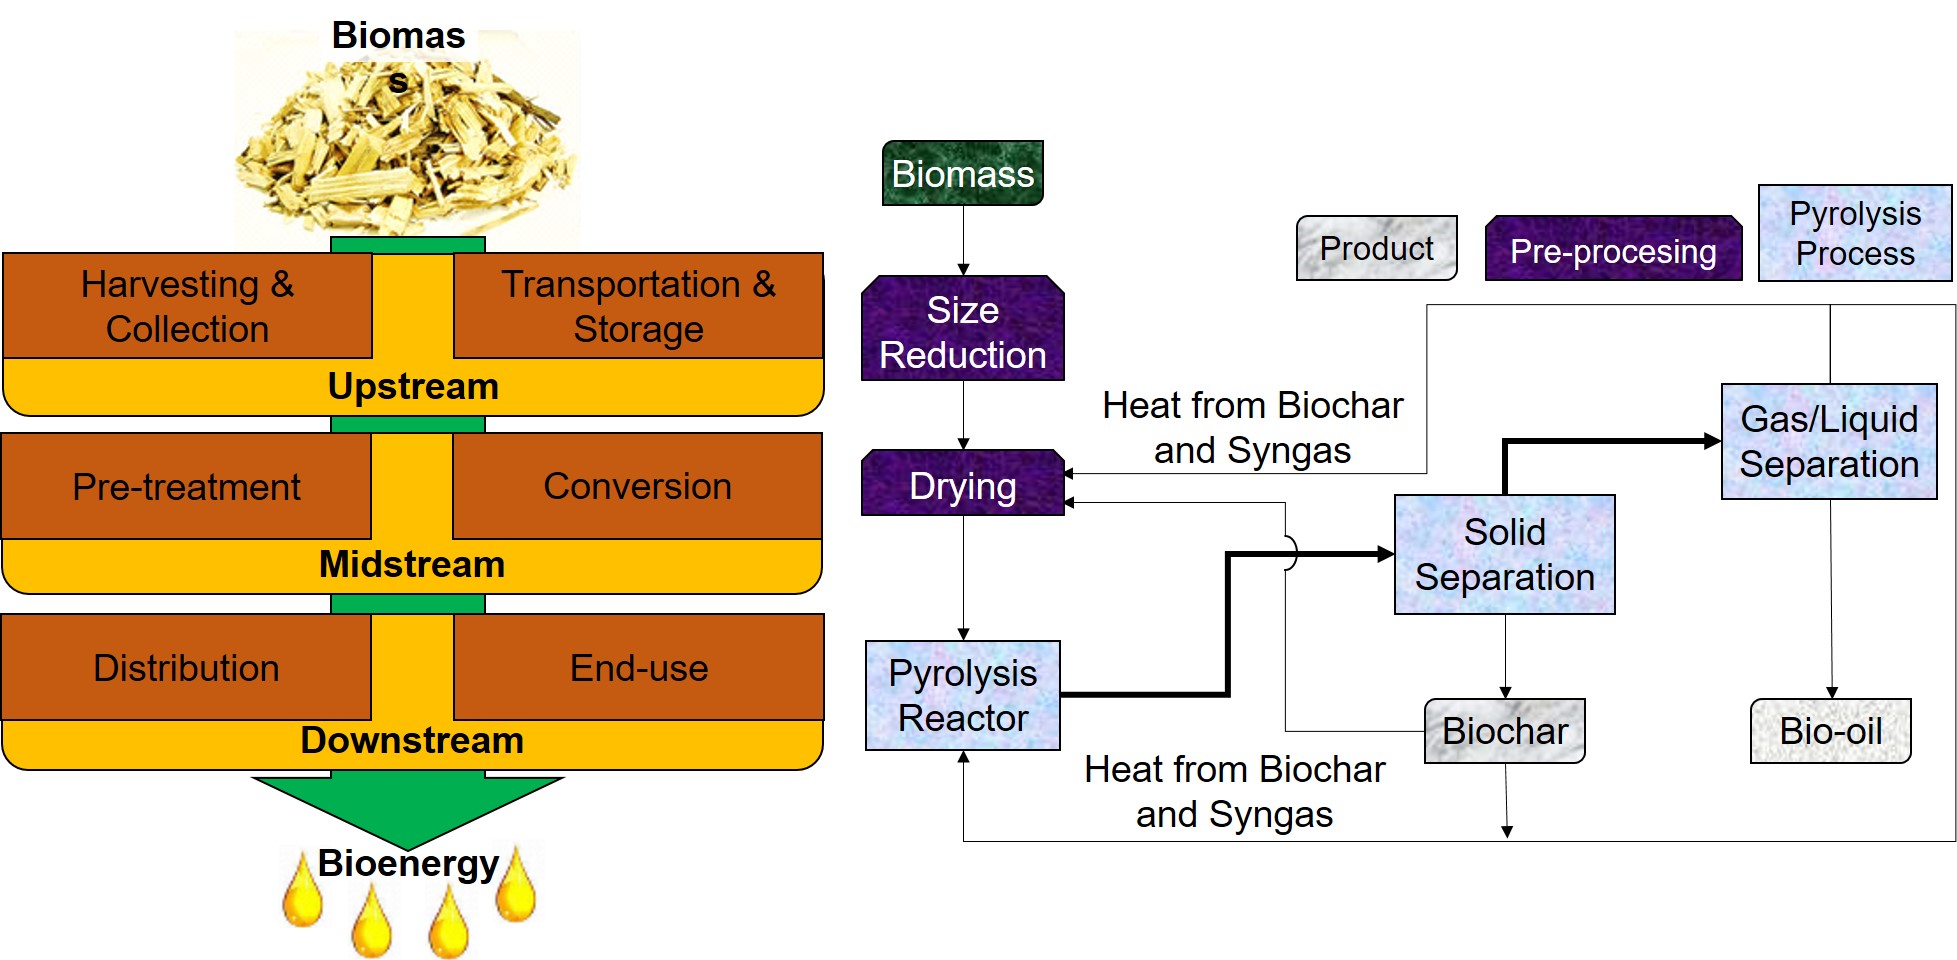 Biomas
s
Harvesting &
Collection
Transportation &
Storage
Upstream
Pre-treatment
Conversion
Midstream
Distribution
End-use
Downstream
Bioenergy
Biomass
Size
Reduction
Drying
Pyrolysis
Reactor
Heat from Biochar
and Syngas
Heat from Biochar
and Syngas
Product
Pre-procesing
Pyrolysis
Process
Solid
Separation
Gas/Liquid
Separation
Biochar
Bio-oil